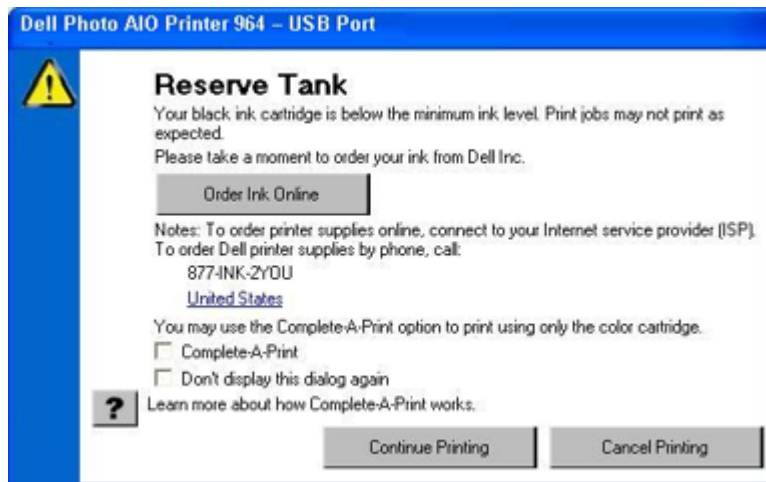 Dell Photo AIO Printer 964 – USB Port
Reserve Tank
Your black ink cartridge is below the minimum ink level. Print jobs may not print as
expected.
Please take a moment to order your ink from Dell Inc.
Order Ink Online
Notes: To order printer supplies online, connect to your Internet service provider (ISP).
To order Dell printer supplies by phone, call:
877-INK-2YOU
United States
You may use the Complete-A-Print option to print using only the color cartridge.
Complete-A-Print
Don't display this dialog again
? Learn more about how Complete-A-Print works.
Continue Printing Cancel Printing